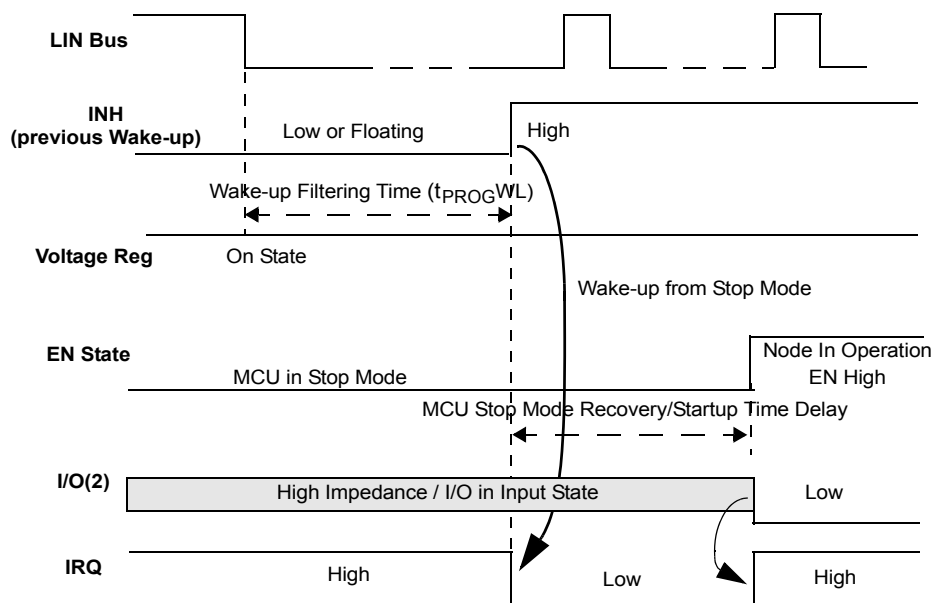 LIN Bus
INH
(previous Wake-up)
Low or Floating
High
Wake-up Filtering Time (tPROGWL)
Voltage Reg
On State
Wake-up from Stop Mode
EN State
Node In Operation
EN High
MCU in Stop Mode
MCU Stop Mode Recovery/Startup Time Delay
I/O(2)
High Impedance / I/O in Input State
Low
IRQ
High
Low
High